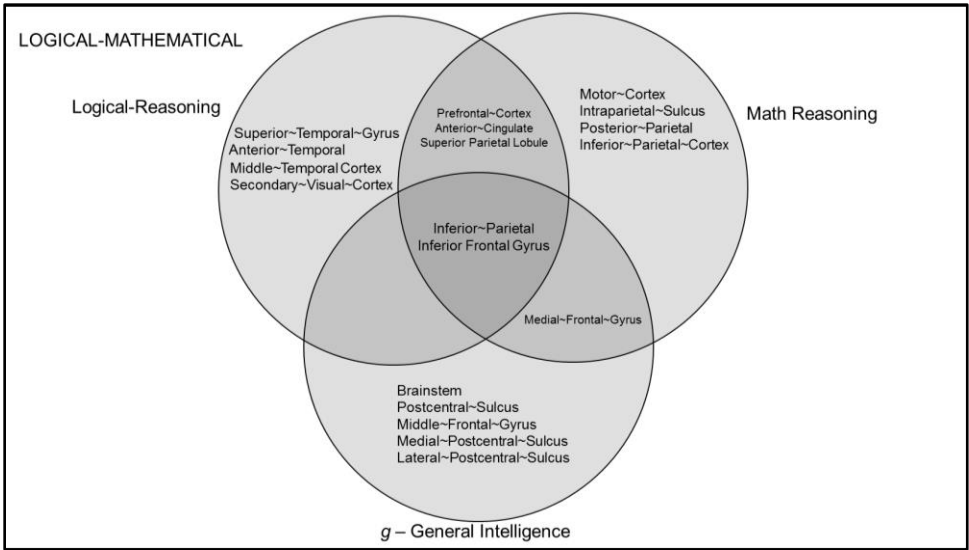 LOGICAL-MATHEMATICAL
Logical-Reasoning
Math Reasoning
Superior~Temporal~Gyrus
Anterior~Temporal
Middle~Temporal Cortex
Secondary~Visual~Cortex
Prefrontal~Cortex
Anterior~Cingulate
Superior Parietal Lobule
Motor~Cortex
Intraparietal~Sulcus
Posterior~Parietal
Inferior~Parietal~Cortex
Inferior~Parietal
Inferior Frontal Gyrus
Medial~Frontal~Gyrus
Brainstem
Postcentral~Sulcus
Middle~Frontal~Gyrus
Medial~Postcentral~Sulcus
Lateral~Postcentral~Sulcus
g – General Intelligence